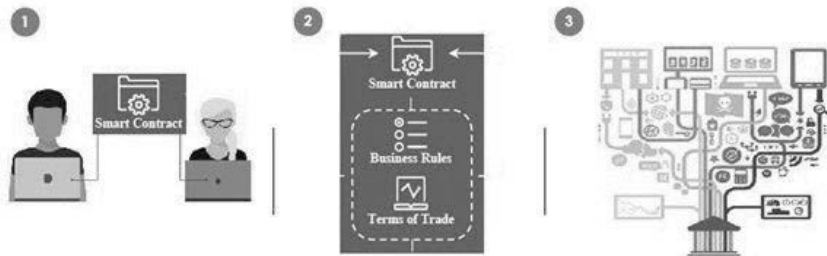 1
Smart Contract
2
Smart Contract
Business Rules
Terms of Trade
3